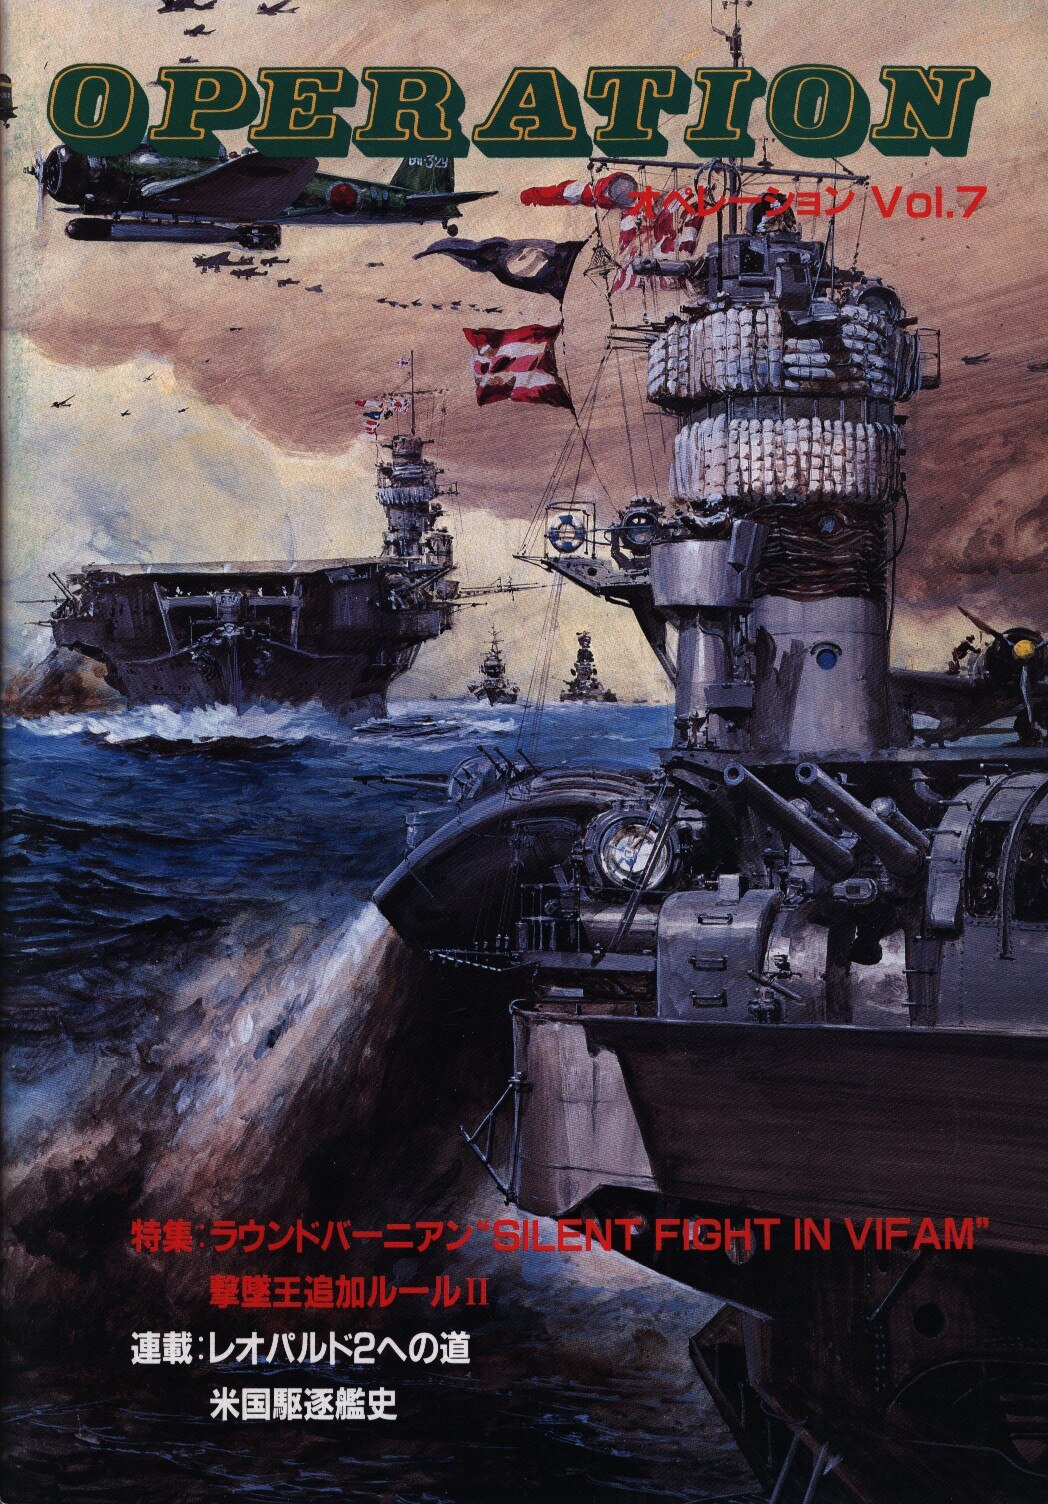 OPERATION
オペレーション Vol.7
特集:ラウンドバーニアン"SILENT FIGHT IN VIFAM"
撃墜王追加ルールII
連載:レオパルド2への道
米国駆逐艦史